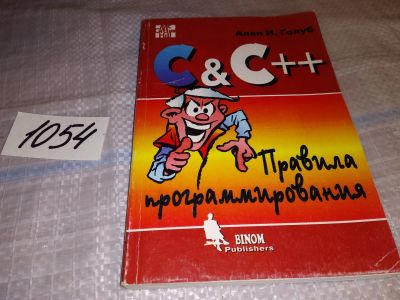 Ален И. Голуб
C & C++
1054
Правила
программирования
BINOM
Publishers